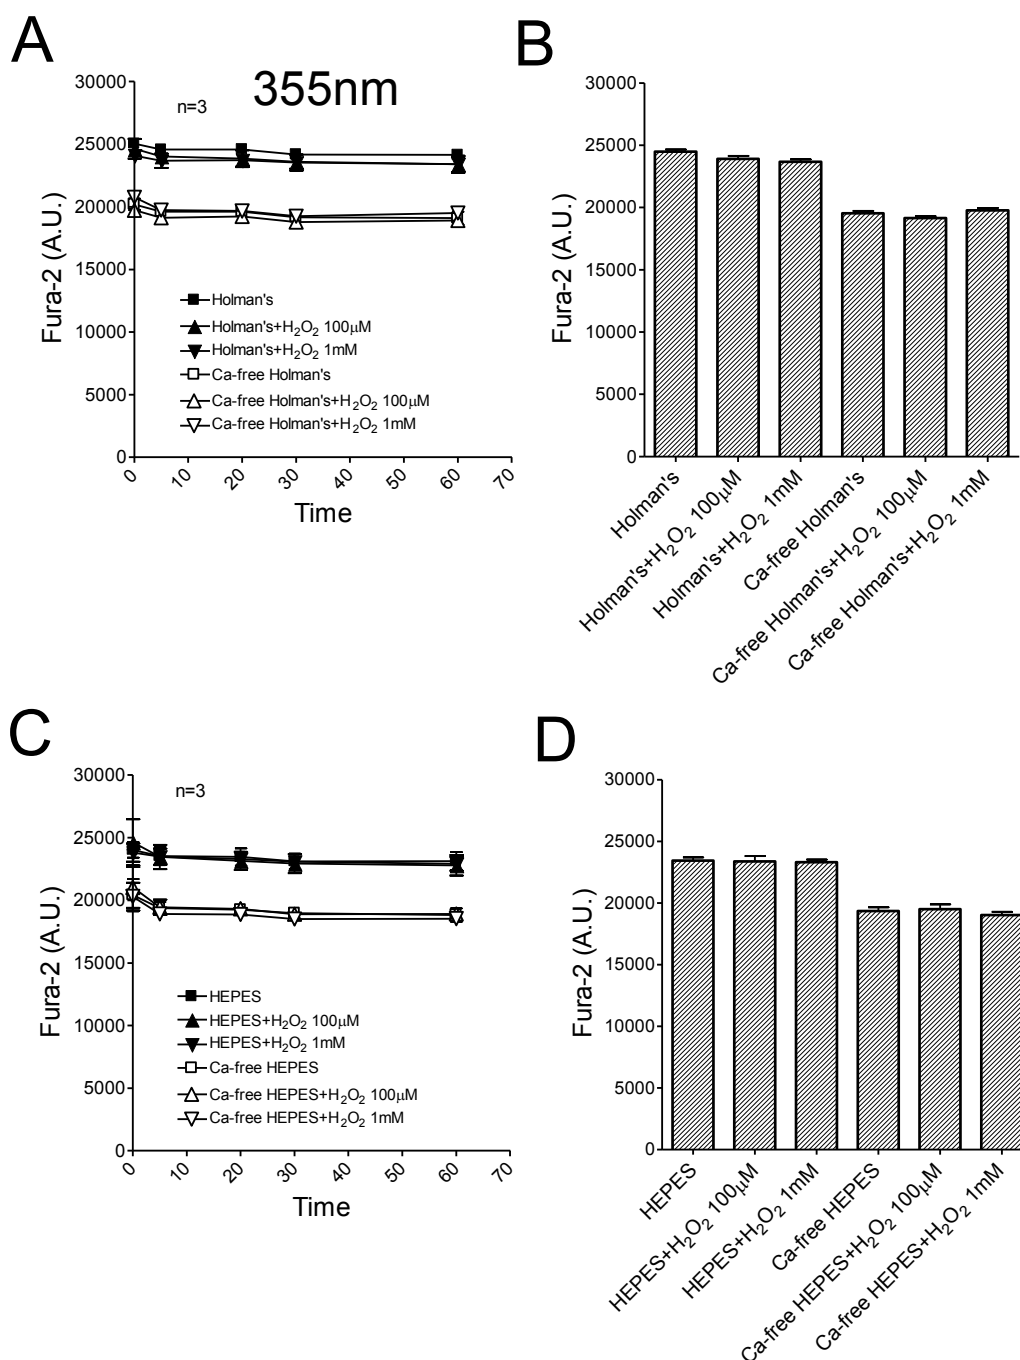 A
355nm
n=3
30000
25000
20000
15000
10000
5000
0
Fura-2 (A.U.)
Holman's
Holman's+H₂O₂ 100μM
Holman's+H₂O₂ 1mM
Ca-free Holman's
Ca-free Holman's+H₂O₂ 100μM
Ca-free Holman's+H₂O₂ 1mM
0 10 20 30 40 50 60 70
Time
B
30000
25000
20000
15000
10000
5000
0
Fura-2 (A.U.)
Holman's
Holman's+H₂O₂ 100μM
Holman's+H₂O₂ 1mM
Ca-free Holman's
Ca-free Holman's+H₂O₂ 100μM
Ca-free Holman's+H₂O₂ 1mM
C
n=3
30000
25000
20000
15000
10000
5000
0
Fura-2 (A.U.)
HEPES
HEPES+H₂O₂ 100μM
HEPES+H₂O₂ 1mM
Ca-free HEPES
Ca-free HEPES+H₂O₂ 100μM
Ca-free HEPES+H₂O₂ 1mM
0 10 20 30 40 50 60 70
Time
D
30000
25000
20000
15000
10000
5000
0
Fura-2 (A.U.)
HEPES
HEPES+H₂O₂ 100μM
HEPES+H₂O₂ 1mM
Ca-free HEPES
Ca-free HEPES+H₂O₂ 100μM
Ca-free HEPES+H₂O₂ 1mM